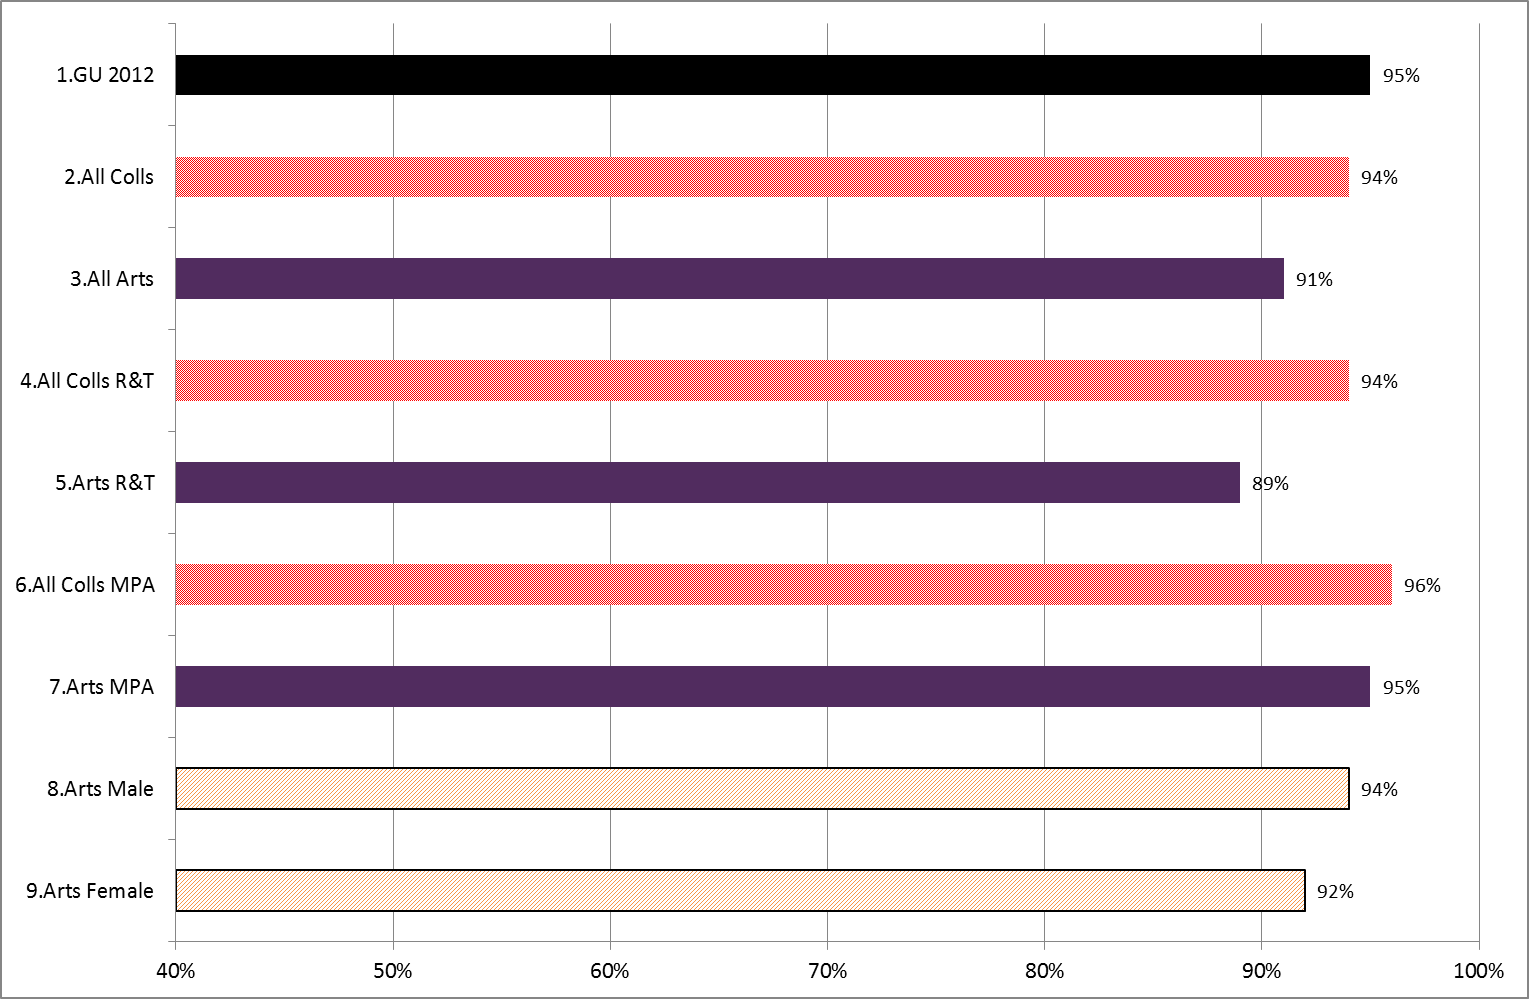 1.GU 2012 95%
2.All Colls 94%
3.All Arts 91%
4.All Colls R&T 94%
5.Arts R&T 89%
6.All Colls MPA 96%
7.Arts MPA 95%
8.Arts Male 94%
9.Arts Female 92%
40% 50% 60% 70% 80% 90% 100%